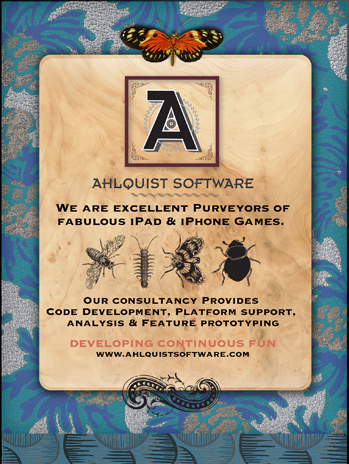 A
AHLQUIST SOFTWARE
WE ARE EXCELLENT PURVEYORS OF
FABULOUS iPAD & iPHONE GAMES.
OUR CONSULTANCY PROVIDES
CODE DEVELOPMENT, PLATFORM SUPPORT,
ANALYSIS & FEATURE PROTOTYPING
DEVELOPING CONTINUOUS FUN
WWW.AHLQUISTSOFTWARE.COM